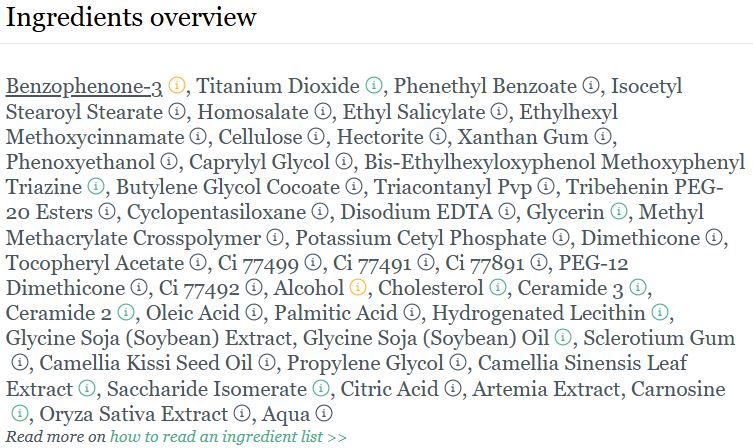 Ingredients overview
Benzophenone-3 ⓘ, Titanium Dioxide ⓘ, Phenethyl Benzoate ⓘ, Isocetyl
Stearoyl Stearate ⓘ, Homosalate ⓘ, Ethyl Salicylate ⓘ, Ethylhexyl
Methoxycinnamate ⓘ, Cellulose ⓘ, Hectorite ⓘ, Xanthan Gum ⓘ,
Phenoxyethanol ⓘ, Caprylyl Glycol ⓘ, Bis-Ethylhexyloxyphenol Methoxyphenyl
Triazine ⓘ, Butylene Glycol Cocoate ⓘ, Triacontanyl Pvp ⓘ, Tribehenin PEG-
20 Esters ⓘ, Cyclopentasiloxane ⓘ, Disodium EDTA ⓘ, Glycerin ⓘ, Methyl
Methacrylate Crosspolymer ⓘ, Potassium Cetyl Phosphate ⓘ, Dimethicone ⓘ,
Tocopheryl Acetate ⓘ, Ci 77499 ⓘ, Ci 77491 ⓘ, Ci 77891 ⓘ, PEG-12
Dimethicone ⓘ, Ci 77492 ⓘ, Alcohol ⓘ, Cholesterol ⓘ, Ceramide 3 ⓘ,
Ceramide 2 ⓘ, Oleic Acid ⓘ, Palmitic Acid ⓘ, Hydrogenated Lecithin ⓘ,
Glycine Soja (Soybean) Extract, Glycine Soja (Soybean) Oil ⓘ, Sclerotium Gum
ⓘ, Camellia Kissi Seed Oil ⓘ, Propylene Glycol ⓘ, Camellia Sinensis Leaf
Extract ⓘ, Saccharide Isomerate ⓘ, Citric Acid ⓘ, Artemia Extract, Carnosine
ⓘ, Oryza Sativa Extract ⓘ, Aqua ⓘ
Read more on how to read an ingredient list >>